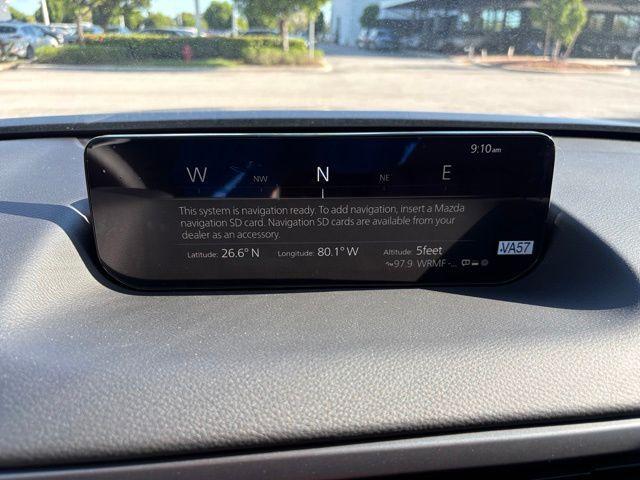 9:10am
W NW N NE E
This system is navigation ready. To add navigation, insert a Mazda
navigation SD card. Navigation SD cards are available from your
dealer as an accessory.
Latitude: 26.6° N Longitude: 80.1° W Altitude: 5feet
97.9 WRMF -...
VA57